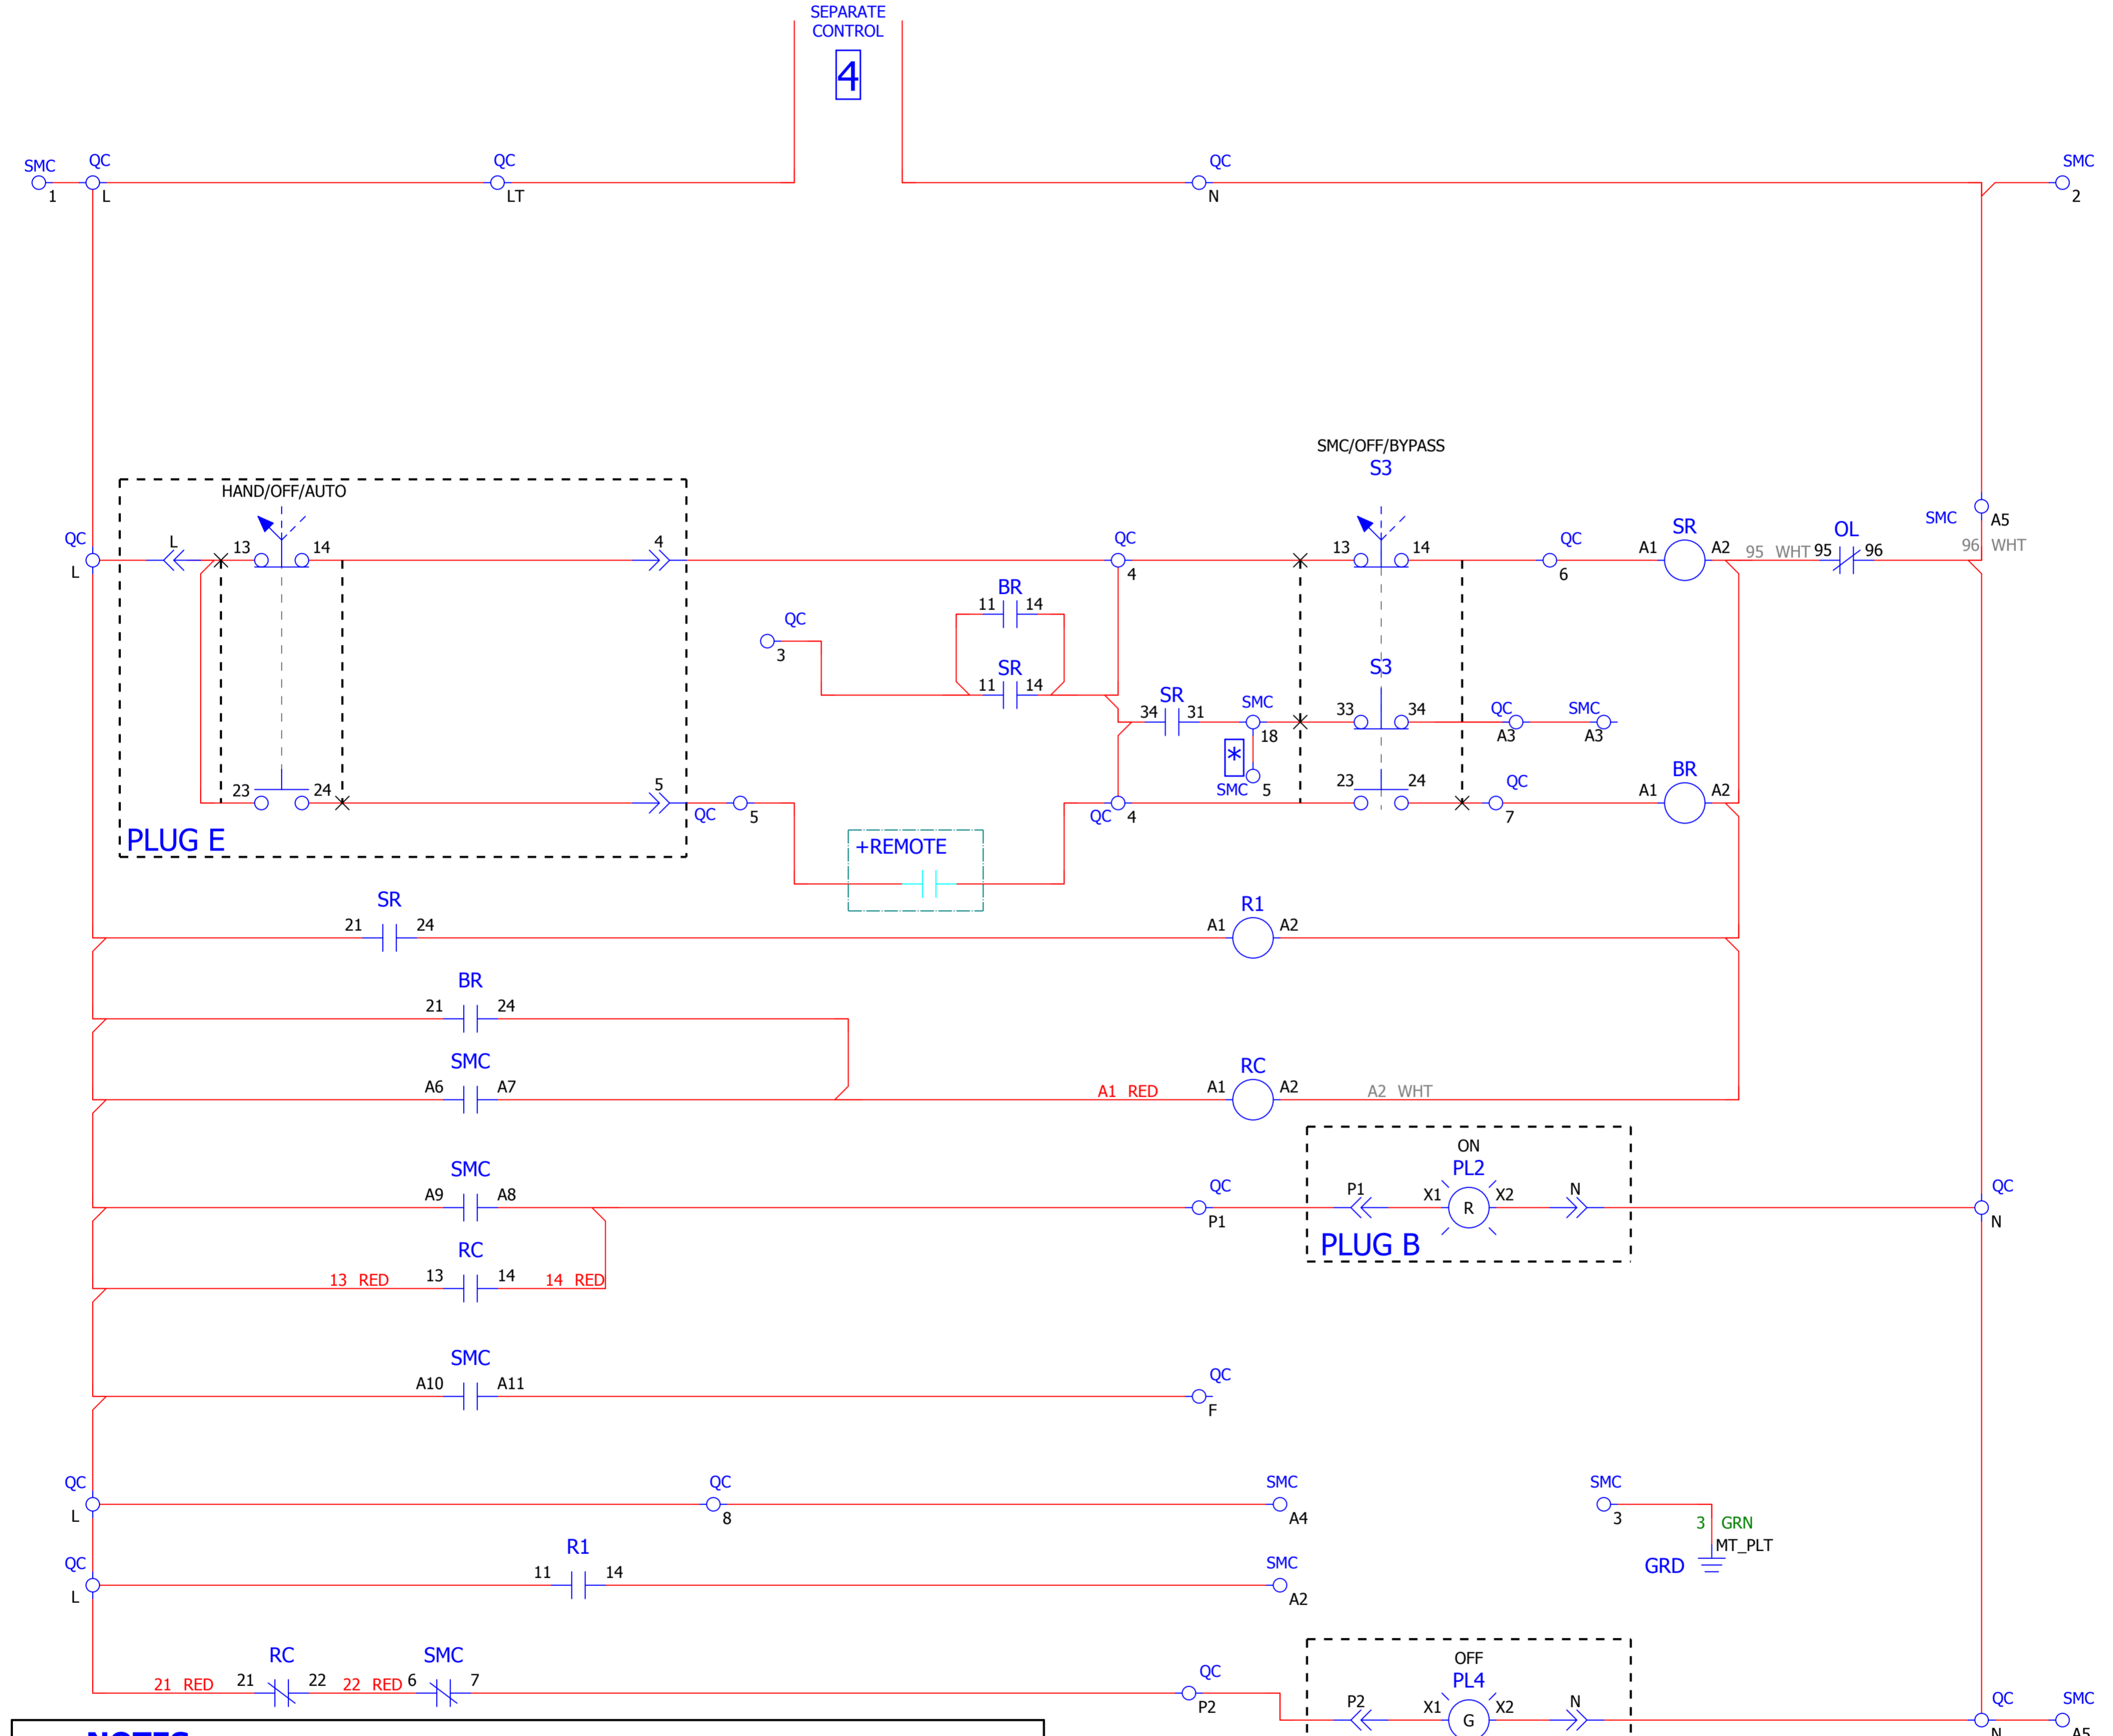 SEPARATE
CONTROL
4
SMC QC QC QC SMC
1 L LT N 2
SMC/OFF/BYPASS
S3
HAND/OFF/AUTO
QC L 13 14 4 QC 13 14 QC A1 SR A2 95 WHT 95 OL 96 SMC A5
96 WHT
L 4 6
BR
11 14
QC
3
SR
11 14
S3
SR
34 31 SMC 33 34 QC SMC
18 A3 A3
*
SMC 5
23 24 5 23 24 QC A1 BR A2
QC 5 QC 4 7
PLUG E
+REMOTE
SR R1
21 24 A1 A2
BR
21 24
SMC RC
A6 A7 A1 RED A1 A2 A2 WHT
ON
SMC PL2
A9 A8 QC P1 X1 R X2 N QC
P1 N
PLUG B
RC
13 RED 13 14 14 RED
SMC
A10 A11 QC
F
QC QC SMC SMC
L 8 A4 3
3 GRN
MT_PLT
GRD
QC R1 SMC
L 11 14 A2
OFF
RC SMC PL4
21 RED 21 22 22 RED 6 7 QC
P2
P2 X1 G X2 N QC SMC
N A5
NOTES